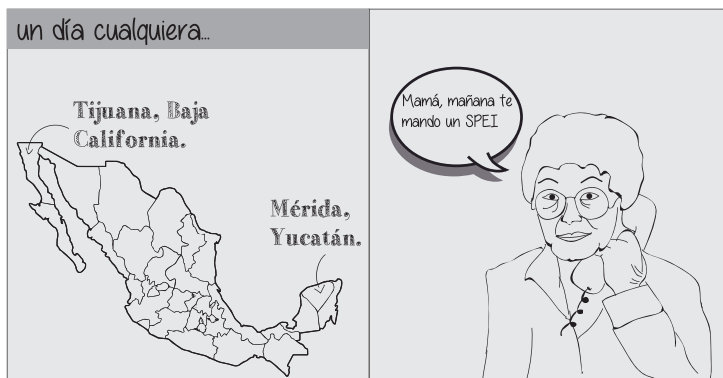 un día cualquiera...
Tijuana, Baja
California.
Mérida,
Yucatán.
Mamá, mañana te
mando un SPEI